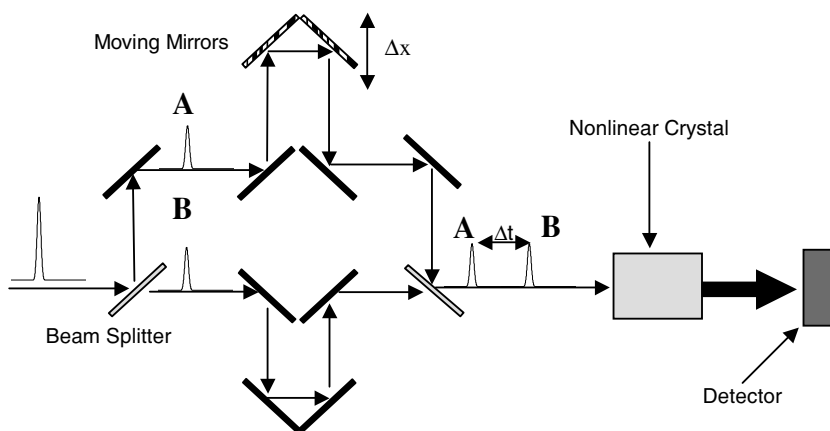 Moving Mirrors
Δx
A
Nonlinear Crystal
B
A
Δt
B
Beam Splitter
Detector